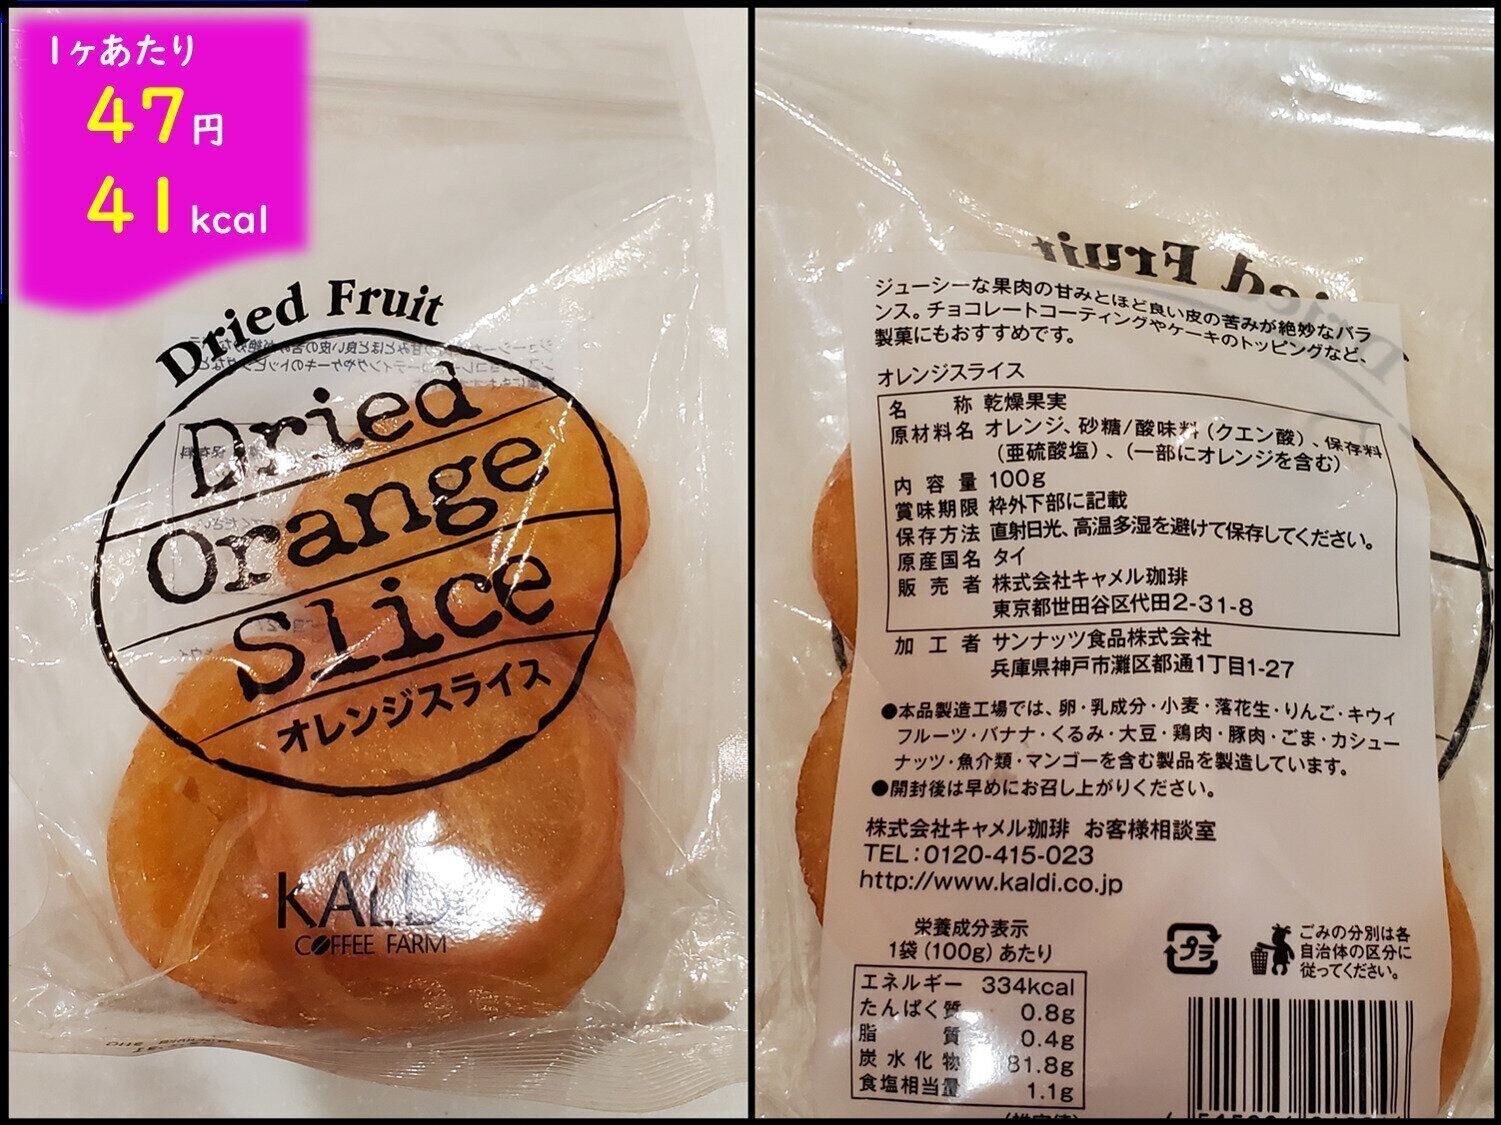 1ヶあたり
47円
41kcal
Dried Fruit
Dried
Orange
Slice
オレンジスライス
KALDI
COFFEE FARM
Dried Fruit
ジューシーな果肉の甘みとほど良い皮の苦みが絶妙なバラ
ンス。チョコレートコーティングやケーキのトッピングなど、
製菓にもおすすめです。
オレンジスライス
名称 乾燥果実
原材料名 オレンジ、砂糖/酸味料(クエン酸)、保存料
(亜硫酸塩)、(一部にオレンジを含む)
内容量 100g
賞味期限 枠外下部に記載
保存方法 直射日光、高温多湿を避けて保存してください。
原産国名 タイ
販売者 株式会社キャメル珈琲
東京都世田谷区代田2-31-8
加工者 サンナッツ食品株式会社
兵庫県神戸市灘区都通1丁目1-27
●本品製造工場では、卵・乳成分・小麦・落花生・りんご・キウィ
フルーツ・バナナ・くるみ・大豆・鶏肉・豚肉・ごま・カシュー
ナッツ・魚介類・マンゴーを含む製品を製造しています。
●開封後は早めにお召し上がりください。
株式会社キャメル珈琲 お客様相談室
TEL:0120-415-023
http://www.kaldi.co.jp
栄養成分表示
1袋(100g)あたり
エネルギー 334kcal
たんぱく質 0.8g
脂質 0.4g
炭水化物 81.8g
食塩相当量 1.1g
プラ
ごみの分別は各
自治体の区分に
従ってください。